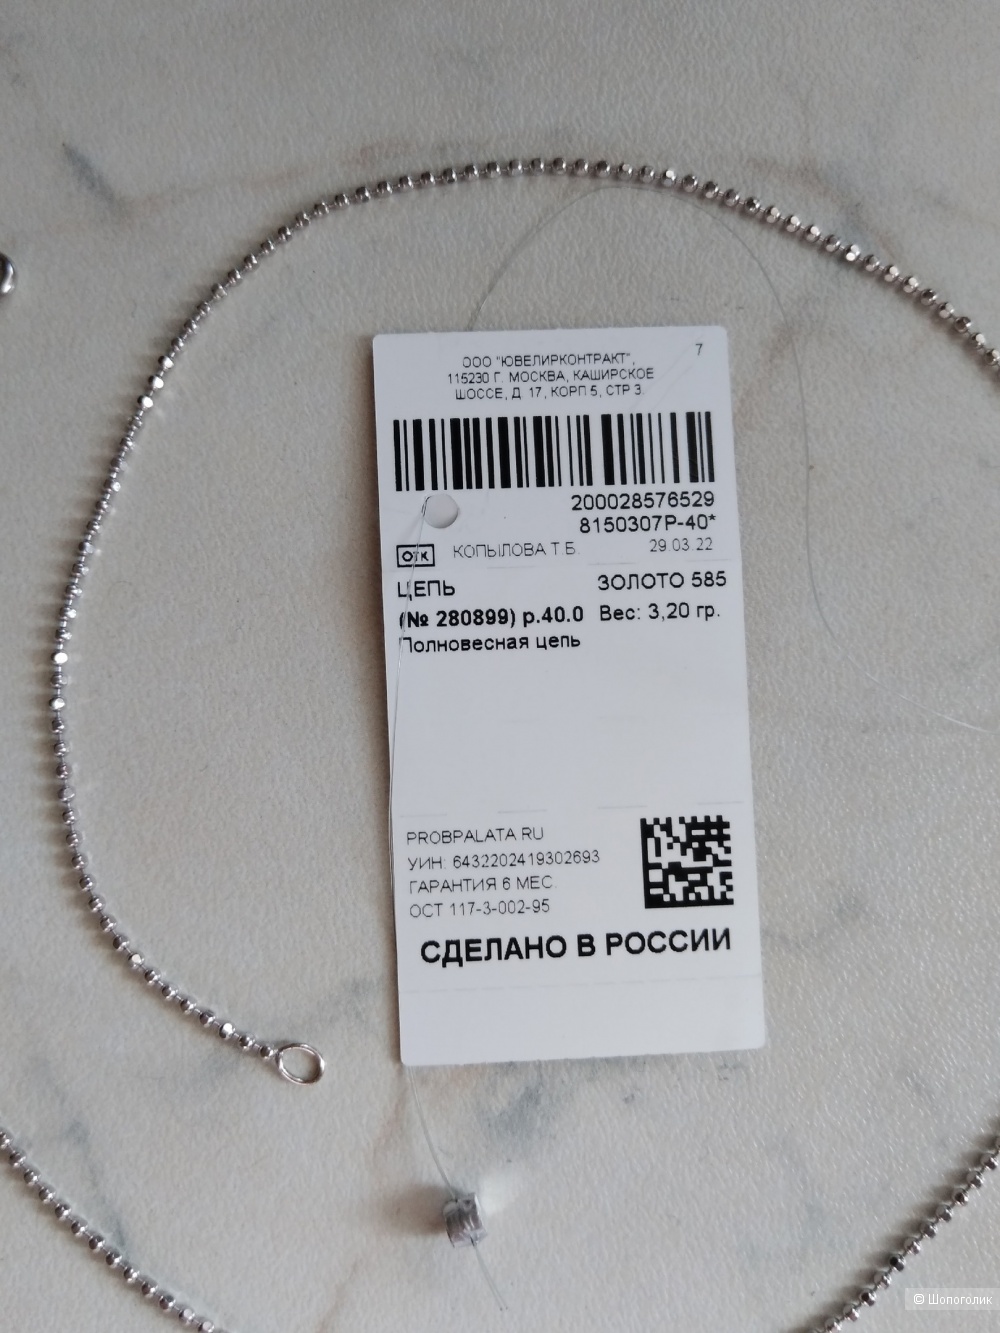 7
ООО "ЮВЕЛИРКОНТРАКТ",
115230 Г. МОСКВА, КАШИРСКОЕ
ШОССЕ, Д. 17, КОРП 5, СТР 3.
200028576529
8150307Р-40*
ОТК КОПЫЛОВА Т.Б. 29.03.22
ЦЕПЬ ЗОЛОТО 585
(№ 280899) р.40.0 Вес: 3,20 гр.
Полновесная цепь
PROBPALATA.RU
УИН: 6432202419302693
ГАРАНТИЯ 6 МЕС.
ОСТ 117-3-002-95
СДЕЛАНО В РОССИИ
© Шопоголик